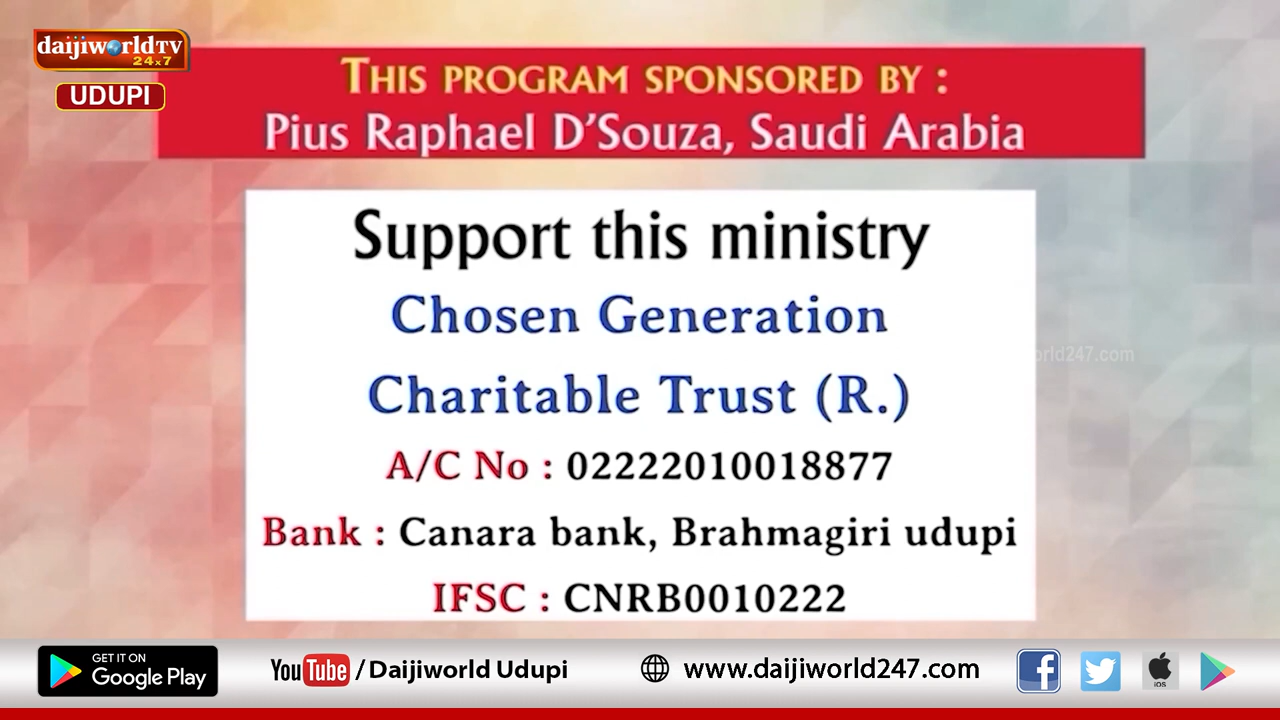 daijiworldTV
24x7
UDUPI
THIS PROGRAM SPONSORED BY :
Pius Raphael D'Souza, Saudi Arabia
Support this ministry
Chosen Generation
orld247.com
Charitable Trust (R.)
A/C No : 02222010018877
Bank : Canara bank, Brahmagiri udupi
IFSC : CNRB0010222
GET IT ON
Google Play
YouTube / Daijiworld Udupi
www.daijiworld247.com
iOS